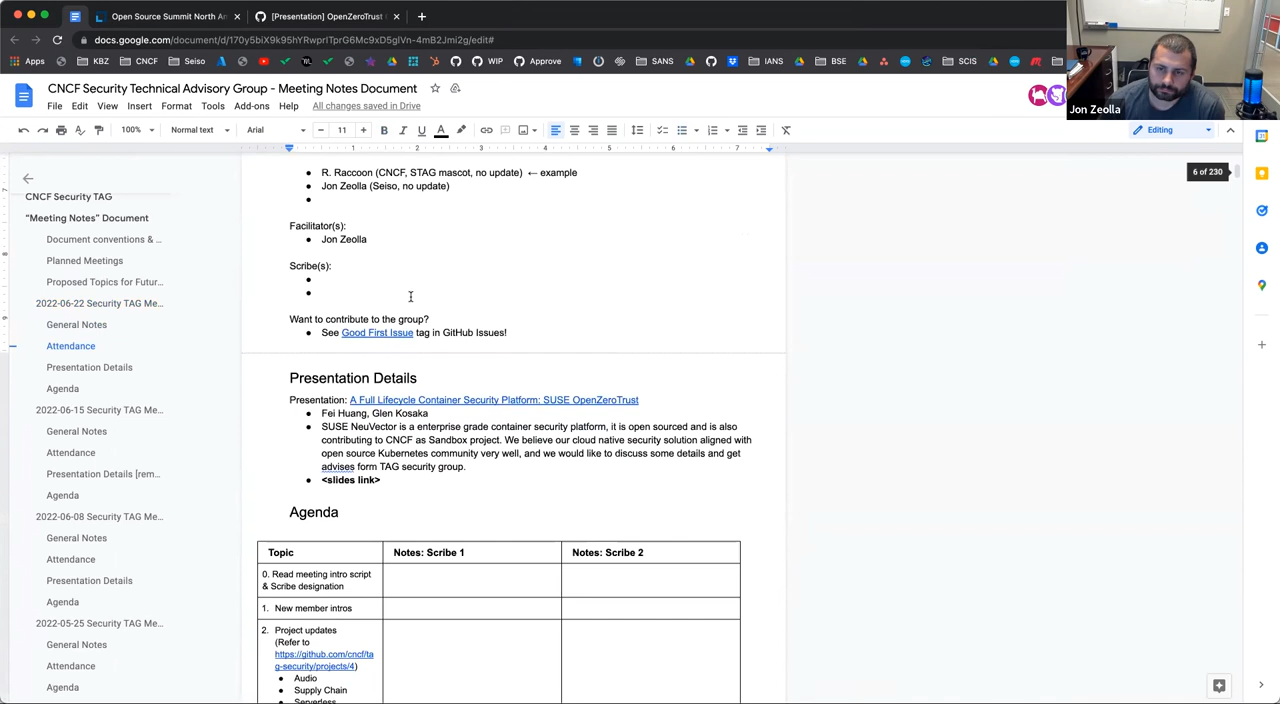 Open Source Summit North An
[Presentation] OpenZeroTrust
docs.google.com/document/d/170y5biX9k95hYRwprlTprG6Mc9xD5glVn-4mB2Jmi2g/edit#
Apps KBZ CNCF Seiso WIP Approve SANS IANS BSE SCIS
Jon Zeolla
CNCF Security Technical Advisory Group - Meeting Notes Document
File Edit View Insert Format Tools Add-ons Help All changes saved in Drive
100% Normal text Arial 11 Editing
1 2 3 4 5 6 7
6 of 230
CNCF Security TAG
"Meeting Notes" Document
Document conventions & ...
Planned Meetings
Proposed Topics for Futur...
2022-06-22 Security TAG Me...
General Notes
Attendance
Presentation Details
Agenda
2022-06-15 Security TAG Me...
General Notes
Attendance
Presentation Details [rem...
Agenda
2022-06-08 Security TAG Me...
General Notes
Attendance
Presentation Details
Agenda
2022-05-25 Security TAG Me...
General Notes
Attendance
Agenda
R. Raccoon (CNCF, STAG mascot, no update) ← example
Jon Zeolla (Seiso, no update)
Facilitator(s):
Jon Zeolla
Scribe(s):
Want to contribute to the group?
See Good First Issue tag in GitHub Issues!
Presentation Details
Presentation: A Full Lifecycle Container Security Platform: SUSE OpenZeroTrust
Fei Huang, Glen Kosaka
SUSE NeuVector is a enterprise grade container security platform, it is open sourced and is also
contributing to CNCF as Sandbox project. We believe our cloud native security solution aligned with
open source Kubernetes community very well, and we would like to discuss some details and get
advises form TAG security group.
<slides link>
Agenda
Topic Notes: Scribe 1 Notes: Scribe 2
0. Read meeting intro script
& Scribe designation
1. New member intros
2. Project updates
(Refer to
https://github.com/cncf/ta
g-security/projects/4)
Audio
Supply Chain
Serverless